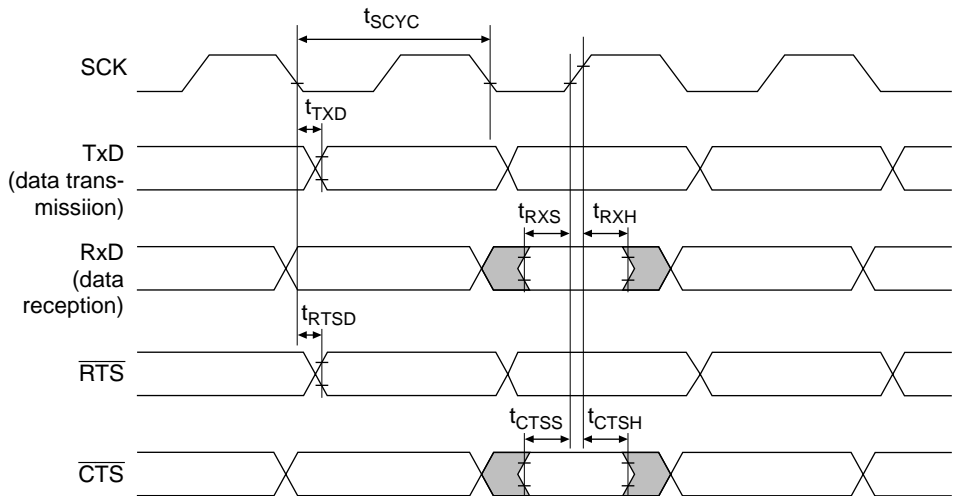 tSCYC
SCK
tTXD
TxD
(data trans-
missiion)
tRXS
tRXH
RxD
(data
reception)
tRTSD
RTS
tCTSS
tCTSH
CTS